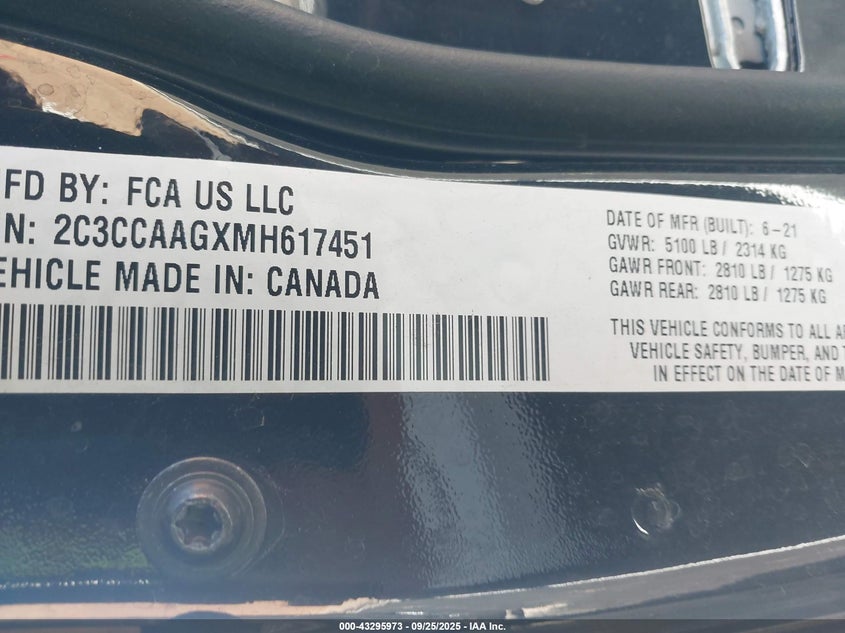 FD BY: FCA US LLC
N: 2C3CCAAGXMH617451
EHICLE MADE IN: CANADA
DATE OF MFR (BUILT): 6-21
GVWR: 5100 LB / 2314 KG
GAWR FRONT: 2810 LB / 1275 KG
GAWR REAR: 2810 LB / 1275 KG
THIS VEHICLE CONFORMS TO ALL AP
VEHICLE SAFETY, BUMPER, AND T
IN EFFECT ON THE DATE OF M
000-43295973 - 09/25/2025 - IAA Inc.